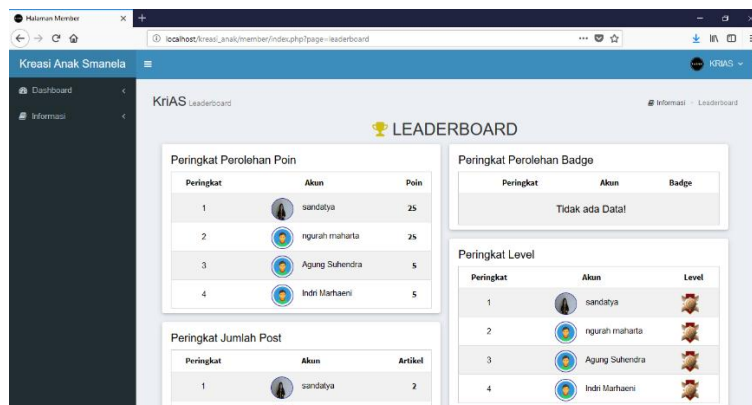 Halaman Member
localhost/kreasi_anak/member/index.php?page=leaderboard
Kreasi Anak Smanela
KRIAS
Dashboard
Informasi
KriAS Leaderboard
Informasi > Leaderboard
LEADERBOARD
Peringkat Perolehan Poin
Peringkat Akun Poin
1 sandatya 25
2 ngurah maharta 25
3 Agung Suhendra 5
4 Indri Marhaeni 5
Peringkat Jumlah Post
Peringkat Akun Artikel
1 sandatya 2
Peringkat Perolehan Badge
Peringkat Akun Badge
Tidak ada Data!
Peringkat Level
Peringkat Akun Level
1 sandatya
2 ngurah maharta
3 Agung Suhendra
4 Indri Marhaeni